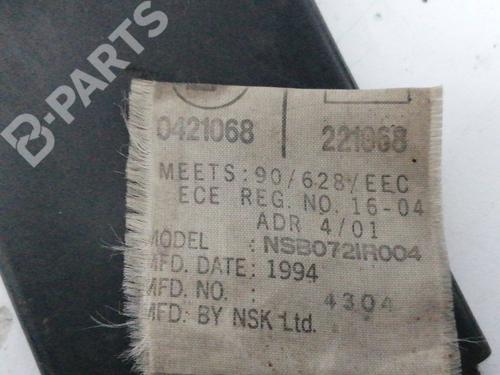 B-PARTS
0421068 221068
MEETS: 90/628/EEC
ECE REG. NO. 16-04
ADR 4/01
MODEL : NSB072IR004
MFD. DATE: 1994
MFD. NO. : 4304
MFD: BY NSK Ltd.